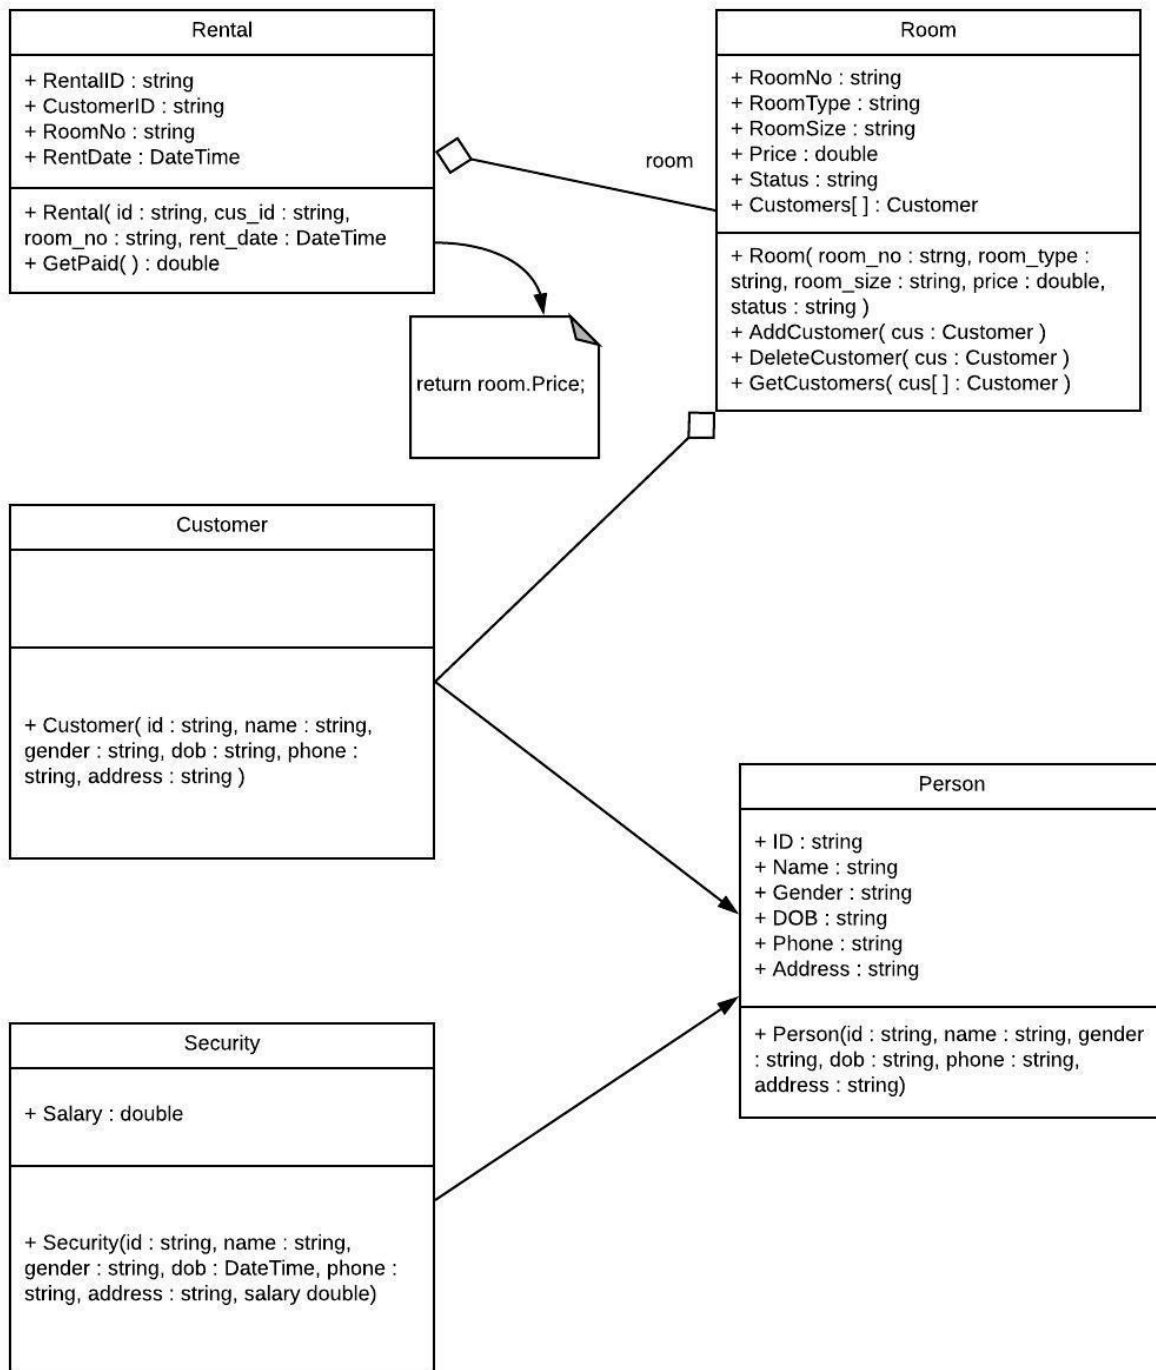 Rental
+ RentalID : string
+ CustomerID : string
+ RoomNo : string
+ RentDate : DateTime
+ Rental( id : string, cus_id : string,
room_no : string, rent_date : DateTime
+ GetPaid( ) : double
room
Room
+ RoomNo : string
+ RoomType : string
+ RoomSize : string
+ Price : double
+ Status : string
+ Customers[ ] : Customer
+ Room( room_no : strng, room_type :
string, room_size : string, price : double,
status : string )
+ AddCustomer( cus : Customer )
+ DeleteCustomer( cus : Customer )
+ GetCustomers( cus[ ] : Customer )
return room.Price;
Customer
+ Customer( id : string, name : string,
gender : string, dob : string, phone :
string, address : string )
Person
+ ID : string
+ Name : string
+ Gender : string
+ DOB : string
+ Phone : string
+ Address : string
+ Person(id : string, name : string, gender
: string, dob : string, phone : string,
address : string)
Security
+ Salary : double
+ Security(id : string, name : string,
gender : string, dob : DateTime, phone :
string, address : string, salary double)